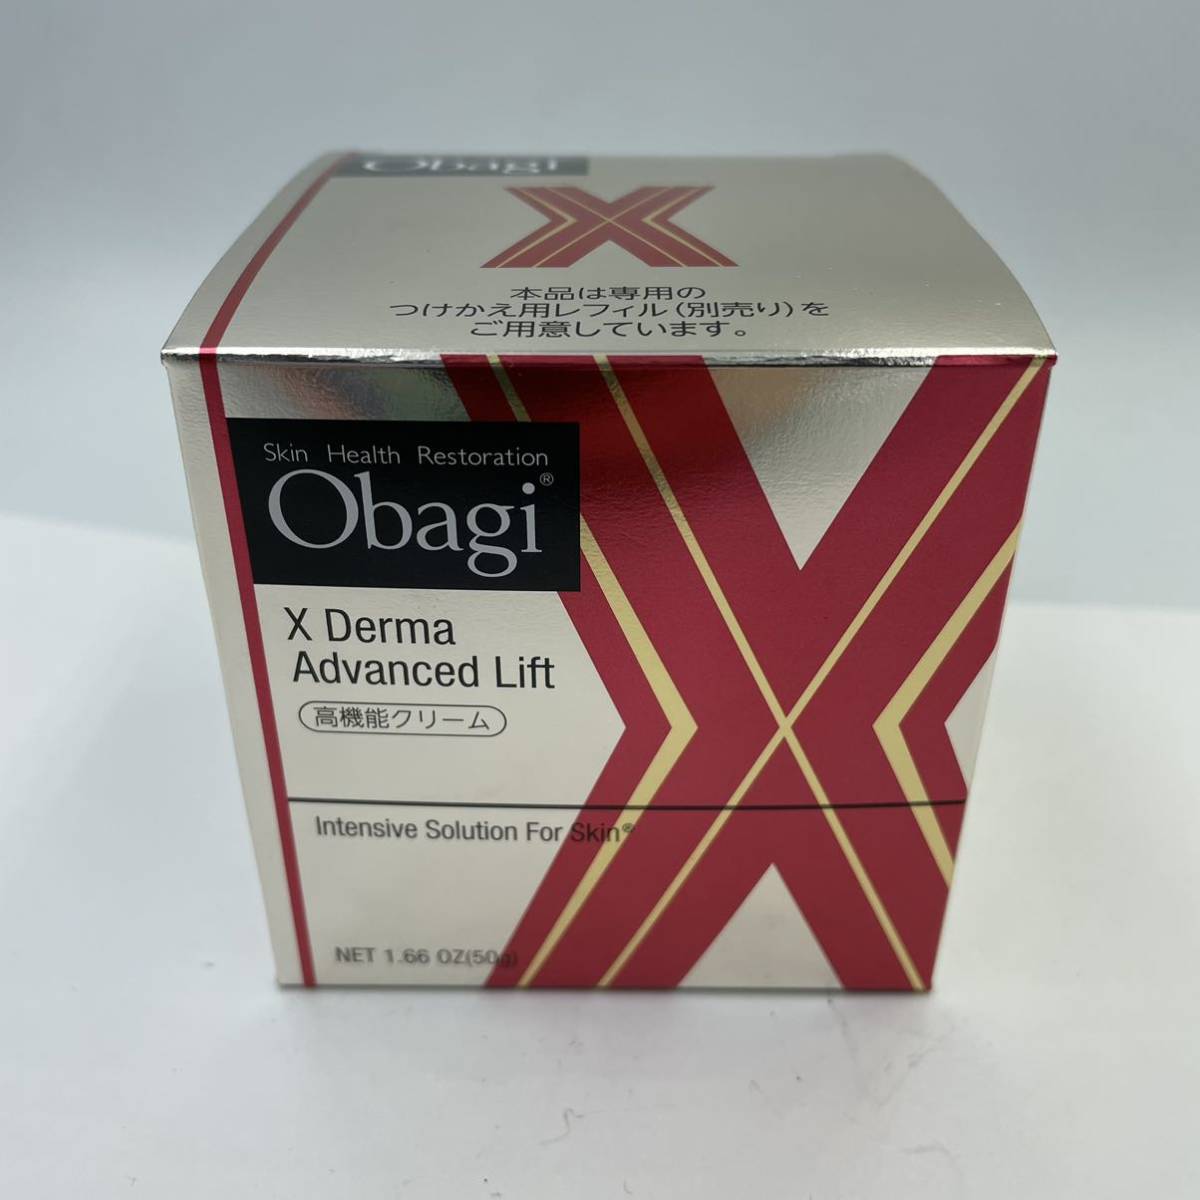 Obagi
X
本品は専用の
つけかえ用レフィル(別売り)を
ご用意しています。
Skin Health Restoration
Obagi®
X Derma
Advanced Lift
高機能クリーム
Intensive Solution For Skin®
NET 1.66 OZ(50g)